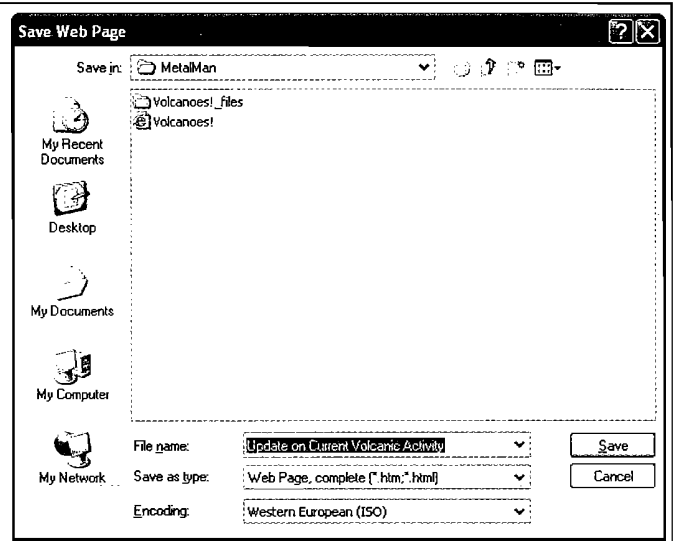 Save Web Page
Save in: MetalMan
Volcanoes!_files
Volcanoes!
My Recent
Documents
Desktop
My Documents
My Computer
My Network
File name: Update on Current Volcanic Activity
Save
Save as type: Web Page, complete (*.htm;*.html)
Cancel
Encoding: Western European (ISO)